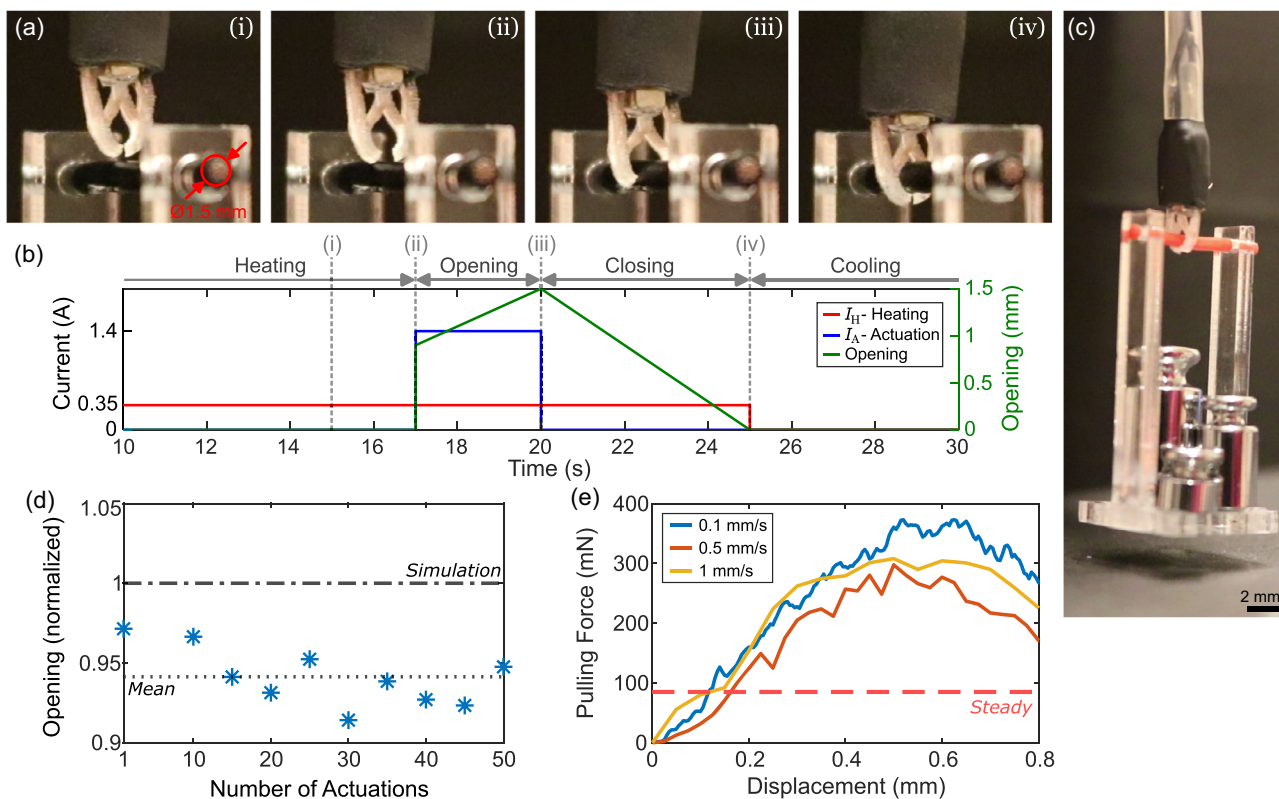 (a)
(i)
(ii)
(iii)
(iv)
Ø1.5 mm
(b)
(i)
(ii)
(iii)
(iv)
Heating
Opening
Closing
Cooling
Current (A)
1.4
0.35
0
10
12
14
16
18
20
22
24
26
28
30
Time (s)
I_H- Heating
I_A- Actuation
Opening
1.5
1
0.5
0
Opening (mm)
(c)
2 mm
(d)
Opening (normalized)
1.05
1
0.95
0.9
Simulation
Mean
1
10
20
30
40
50
Number of Actuations
(e)
Pulling Force (mN)
400
300
200
100
0
0.1 mm/s
0.5 mm/s
1 mm/s
Steady
0
0.2
0.4
0.6
0.8
Displacement (mm)